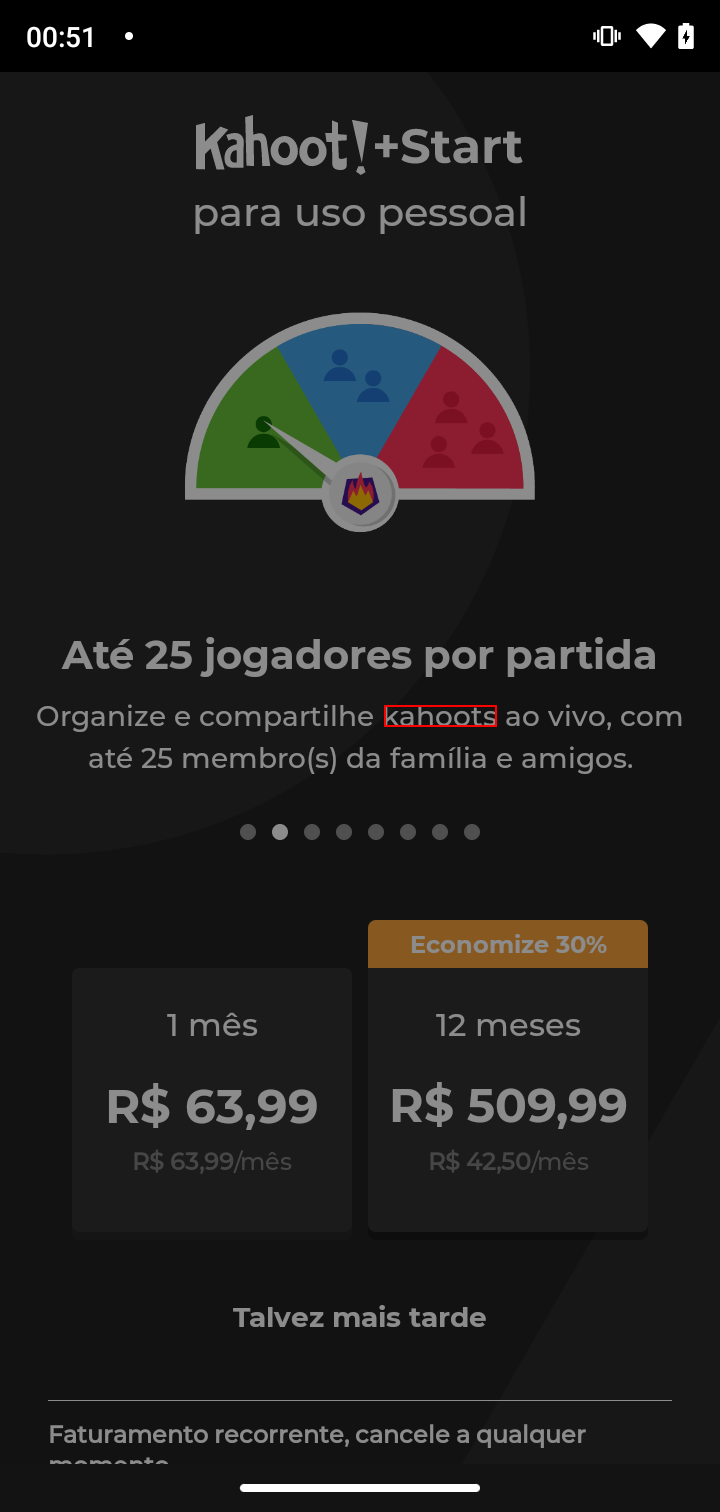 00:51
Kahoot!+Start
para uso pessoal
Até 25 jogadores por partida
Organize e compartilhe kahoots ao vivo, com
até 25 membro(s) da família e amigos.
Economize 30%
1 mês
R$ 63,99
R$ 63,99/mês
12 meses
R$ 509,99
R$ 42,50/mês
Talvez mais tarde
Faturamento recorrente, cancele a qualquer
momento